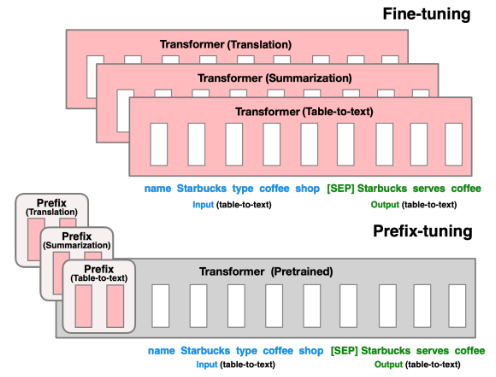 Fine-tuning
Transformer (Translation)
Transformer (Summarization)
Transformer (Table-to-text)
name Starbucks type coffee shop [SEP] Starbucks serves coffee
Input (table-to-text) Output (table-to-text)
Prefix-tuning
Prefix
(Translation)
Prefix
(Summarization)
Prefix
(Table-to-text)
Transformer (Pretrained)
name Starbucks type coffee shop [SEP] Starbucks serves coffee
Input (table-to-text) Output (table-to-text)